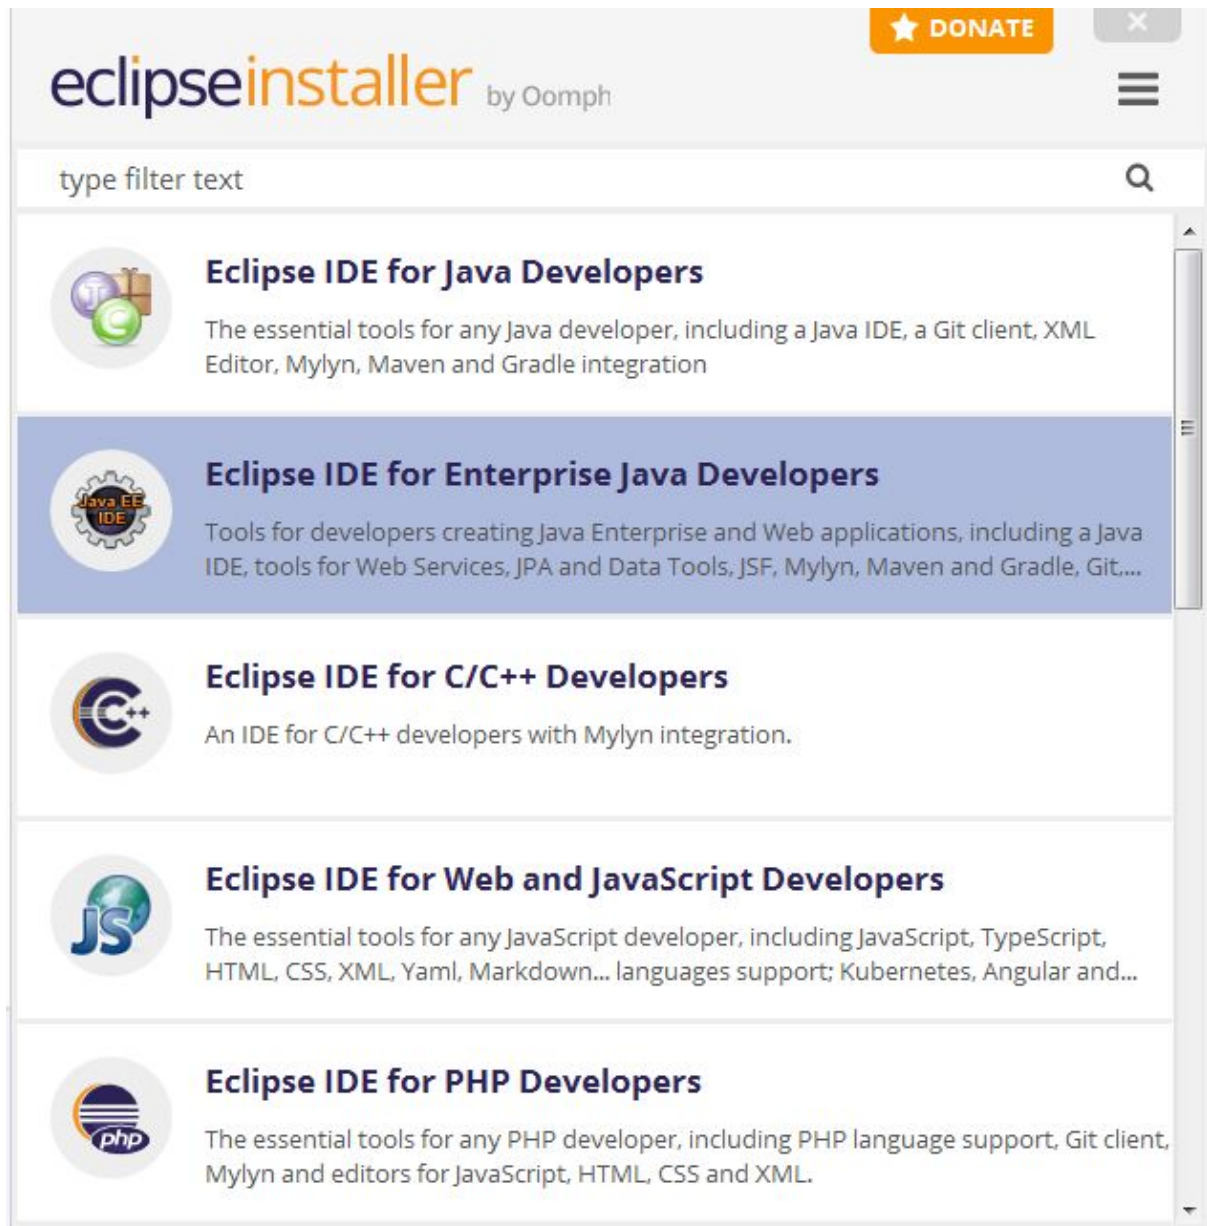 DONATE
eclipseinstaller by Oomph
type filter text
Eclipse IDE for Java Developers
The essential tools for any Java developer, including a Java IDE, a Git client, XML
Editor, Mylyn, Maven and Gradle integration
Java EE
IDE
Eclipse IDE for Enterprise Java Developers
Tools for developers creating Java Enterprise and Web applications, including a Java
IDE, tools for Web Services, JPA and Data Tools, JSF, Mylyn, Maven and Gradle, Git,...
C++
Eclipse IDE for C/C++ Developers
An IDE for C/C++ developers with Mylyn integration.
JS
Eclipse IDE for Web and JavaScript Developers
The essential tools for any JavaScript developer, including JavaScript, TypeScript,
HTML, CSS, XML, Yaml, Markdown... languages support; Kubernetes, Angular and...
php
Eclipse IDE for PHP Developers
The essential tools for any PHP developer, including PHP language support, Git client,
Mylyn and editors for JavaScript, HTML, CSS and XML.